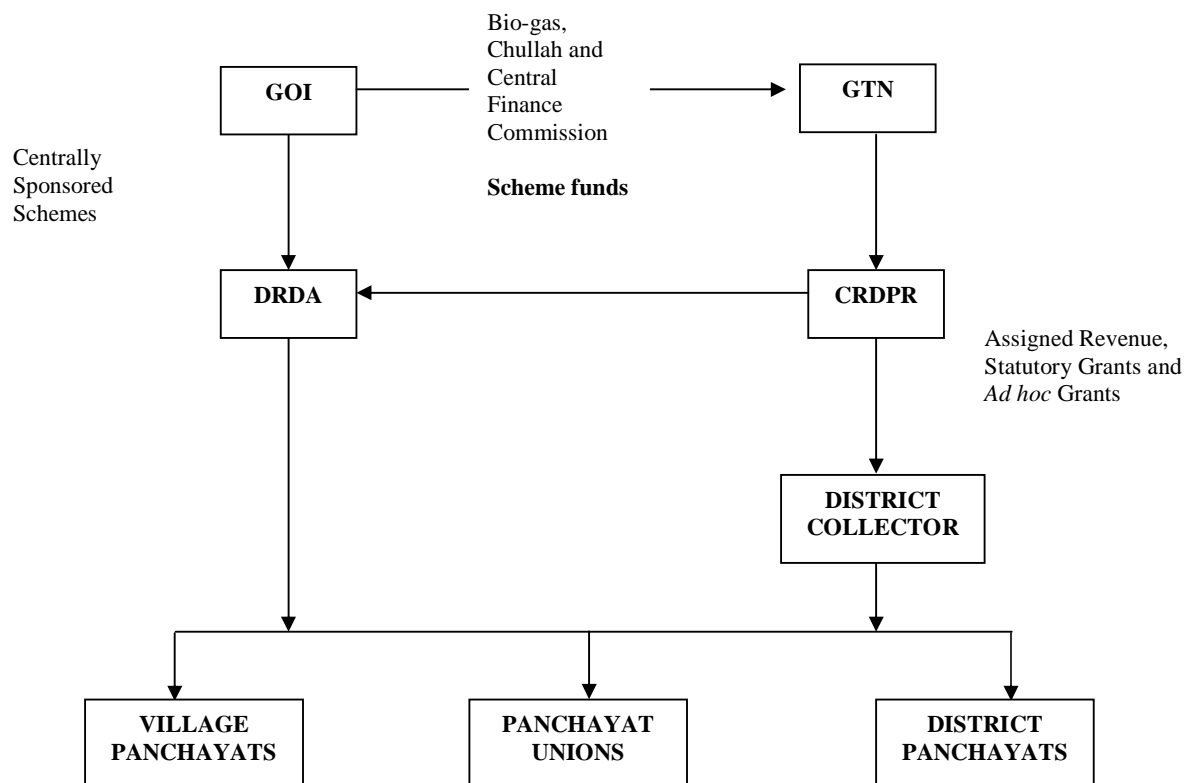 Bio-gas,
Chullah and
Central
Finance
Commission
Scheme funds
GOI
GTN
Centrally
Sponsored
Schemes
DRDA
CRDPR
Assigned Revenue,
Statutory Grants and
Ad hoc Grants
DISTRICT
COLLECTOR
VILLAGE
PANCHAYATS
PANCHAYAT
UNIONS
DISTRICT
PANCHAYATS